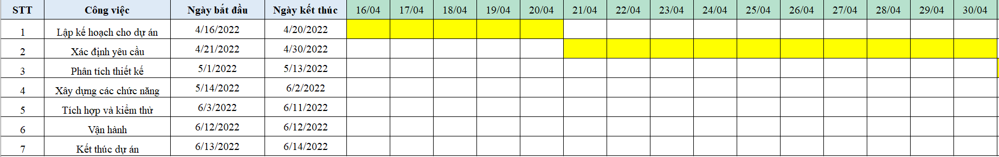 STT Công việc Ngày bắt đầu Ngày kết thúc 16/04 17/04 18/04 19/04 20/04 21/04 22/04 23/04 24/04 25/04 26/04 27/04 28/04 29/04 30/04
1 Lập kế hoạch cho dự án 4/16/2022 4/20/2022
2 Xác định yêu cầu 4/21/2022 4/30/2022
3 Phân tích thiết kế 5/1/2022 5/13/2022
4 Xây dựng các chức năng 5/14/2022 6/2/2022
5 Tích hợp và kiểm thử 6/3/2022 6/11/2022
6 Vận hành 6/12/2022 6/12/2022
7 Kết thúc dự án 6/13/2022 6/14/2022